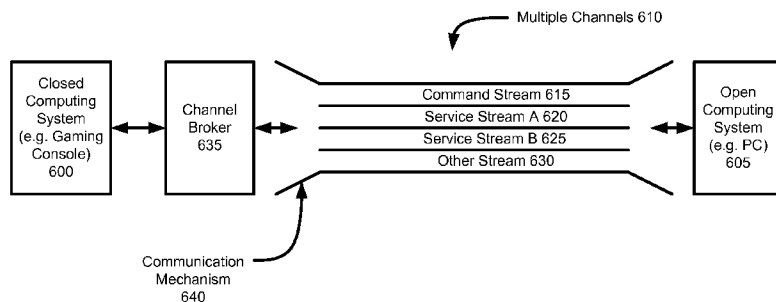 Multiple Channels 610
Closed
Computing
System
(e.g. Gaming
Console)
600
Channel
Broker
635
Command Stream 615
Service Stream A 620
Service Stream B 625
Other Stream 630
Open
Computing
System
(e.g. PC)
605
Communication
Mechanism
640